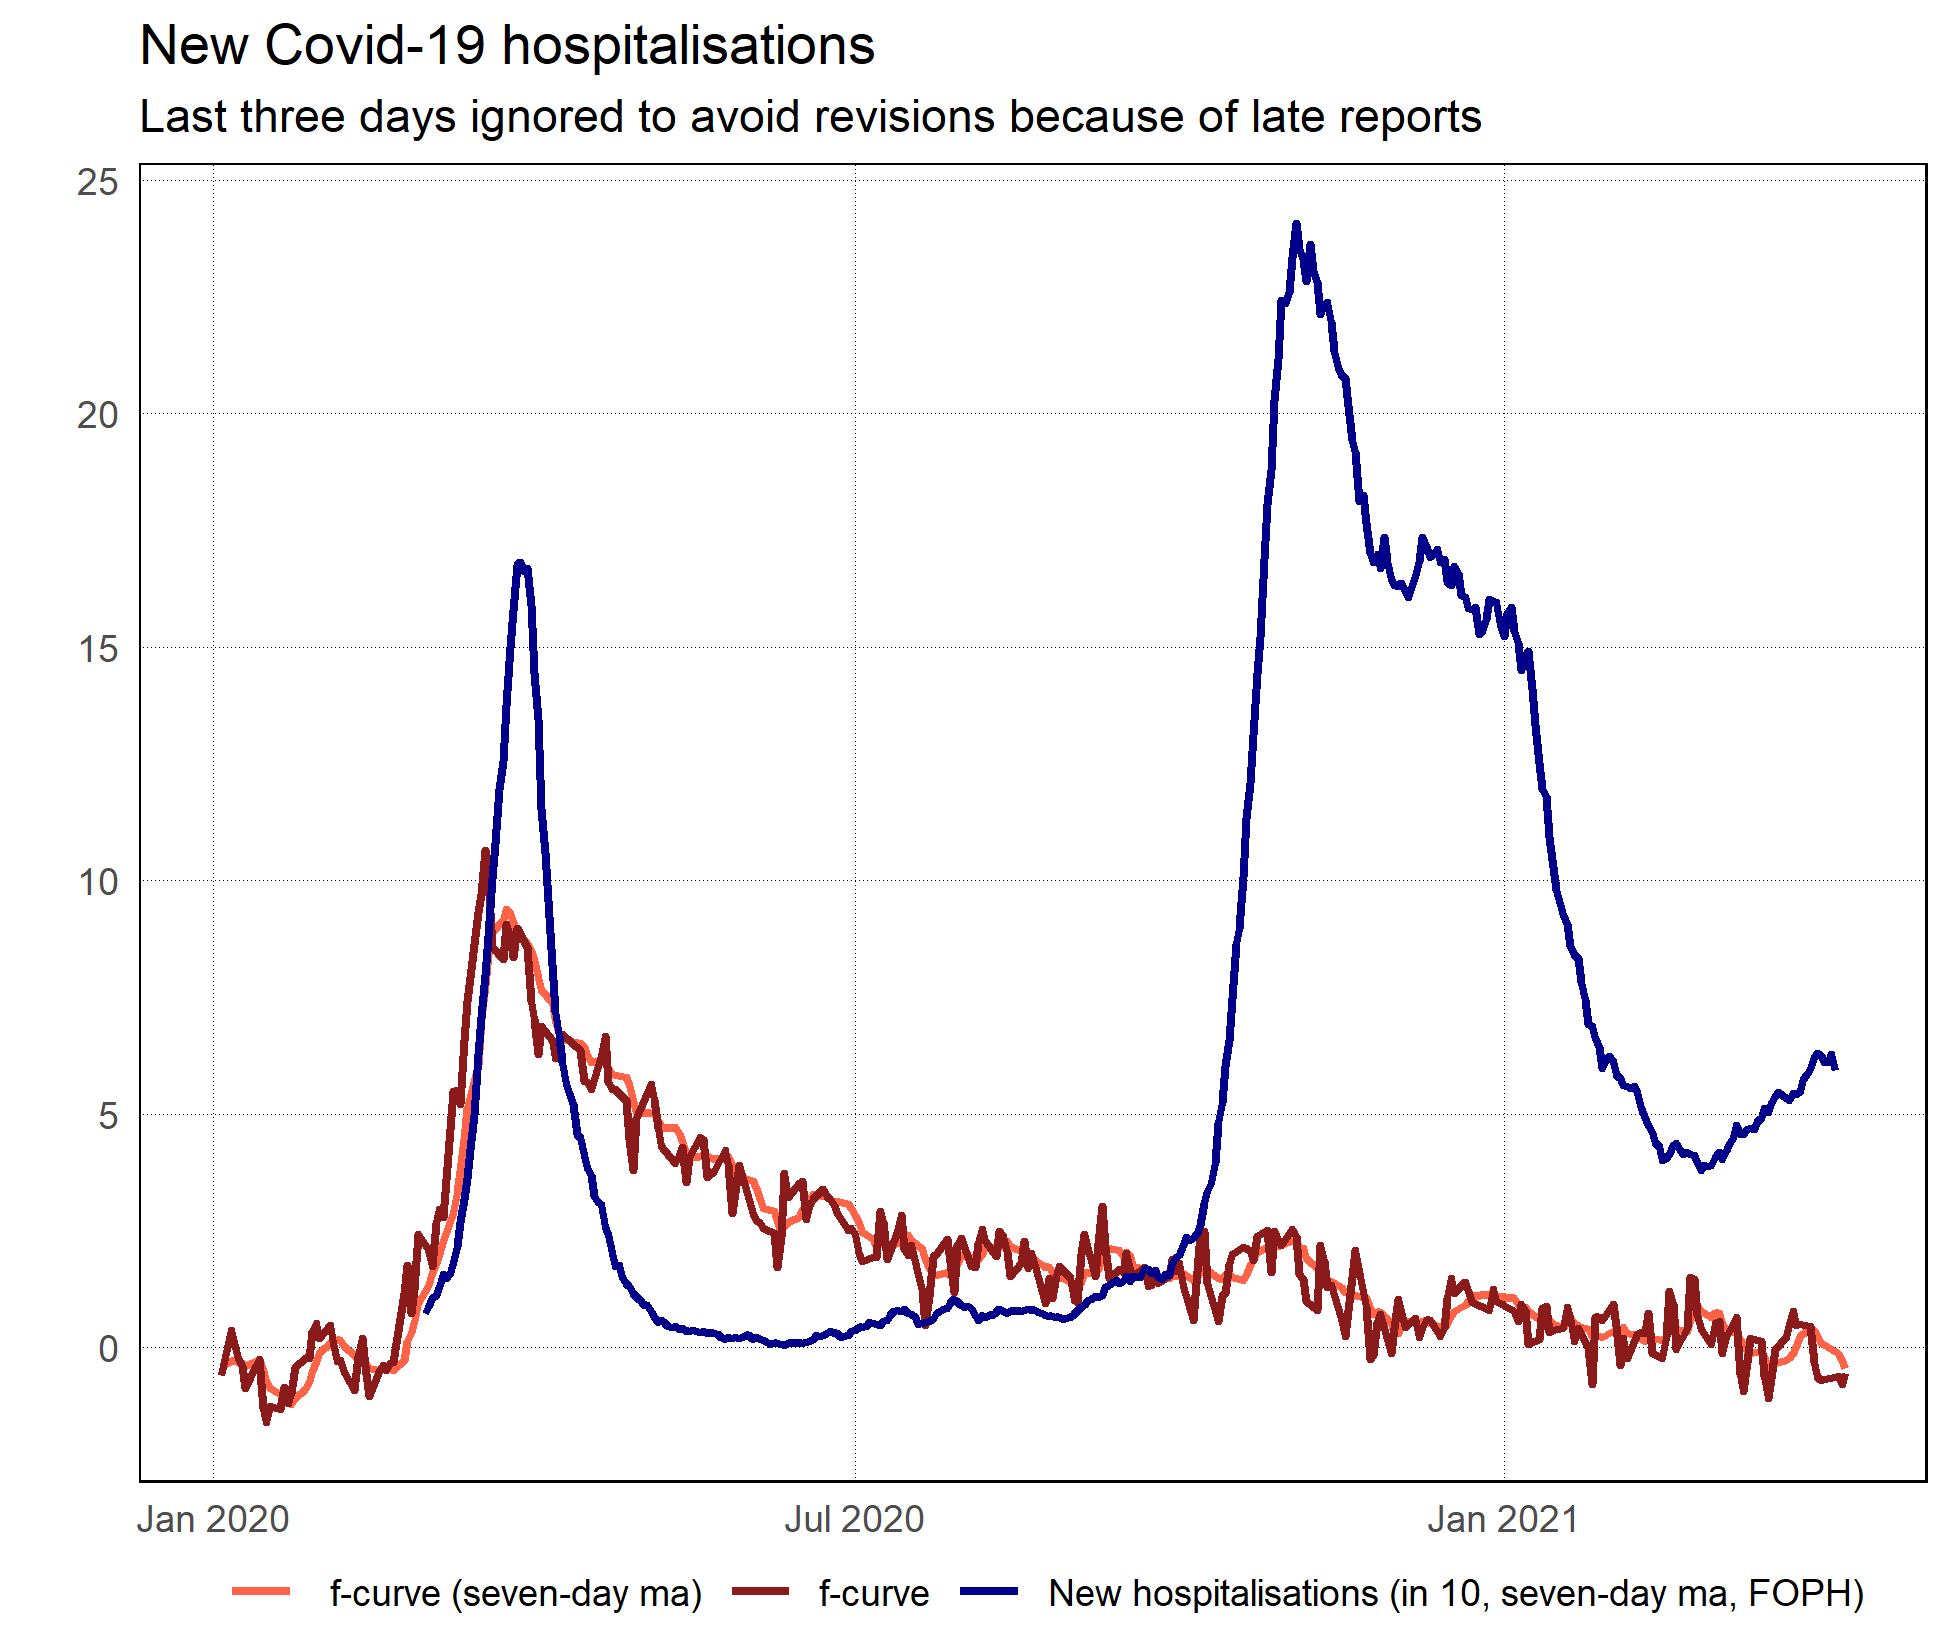 New Covid-19 hospitalisations
Last three days ignored to avoid revisions because of late reports
25
20
15
10
5
0
Jan 2020 Jul 2020 Jan 2021
f-curve (seven-day ma) f-curve New hospitalisations (in 10, seven-day ma, FOPH)